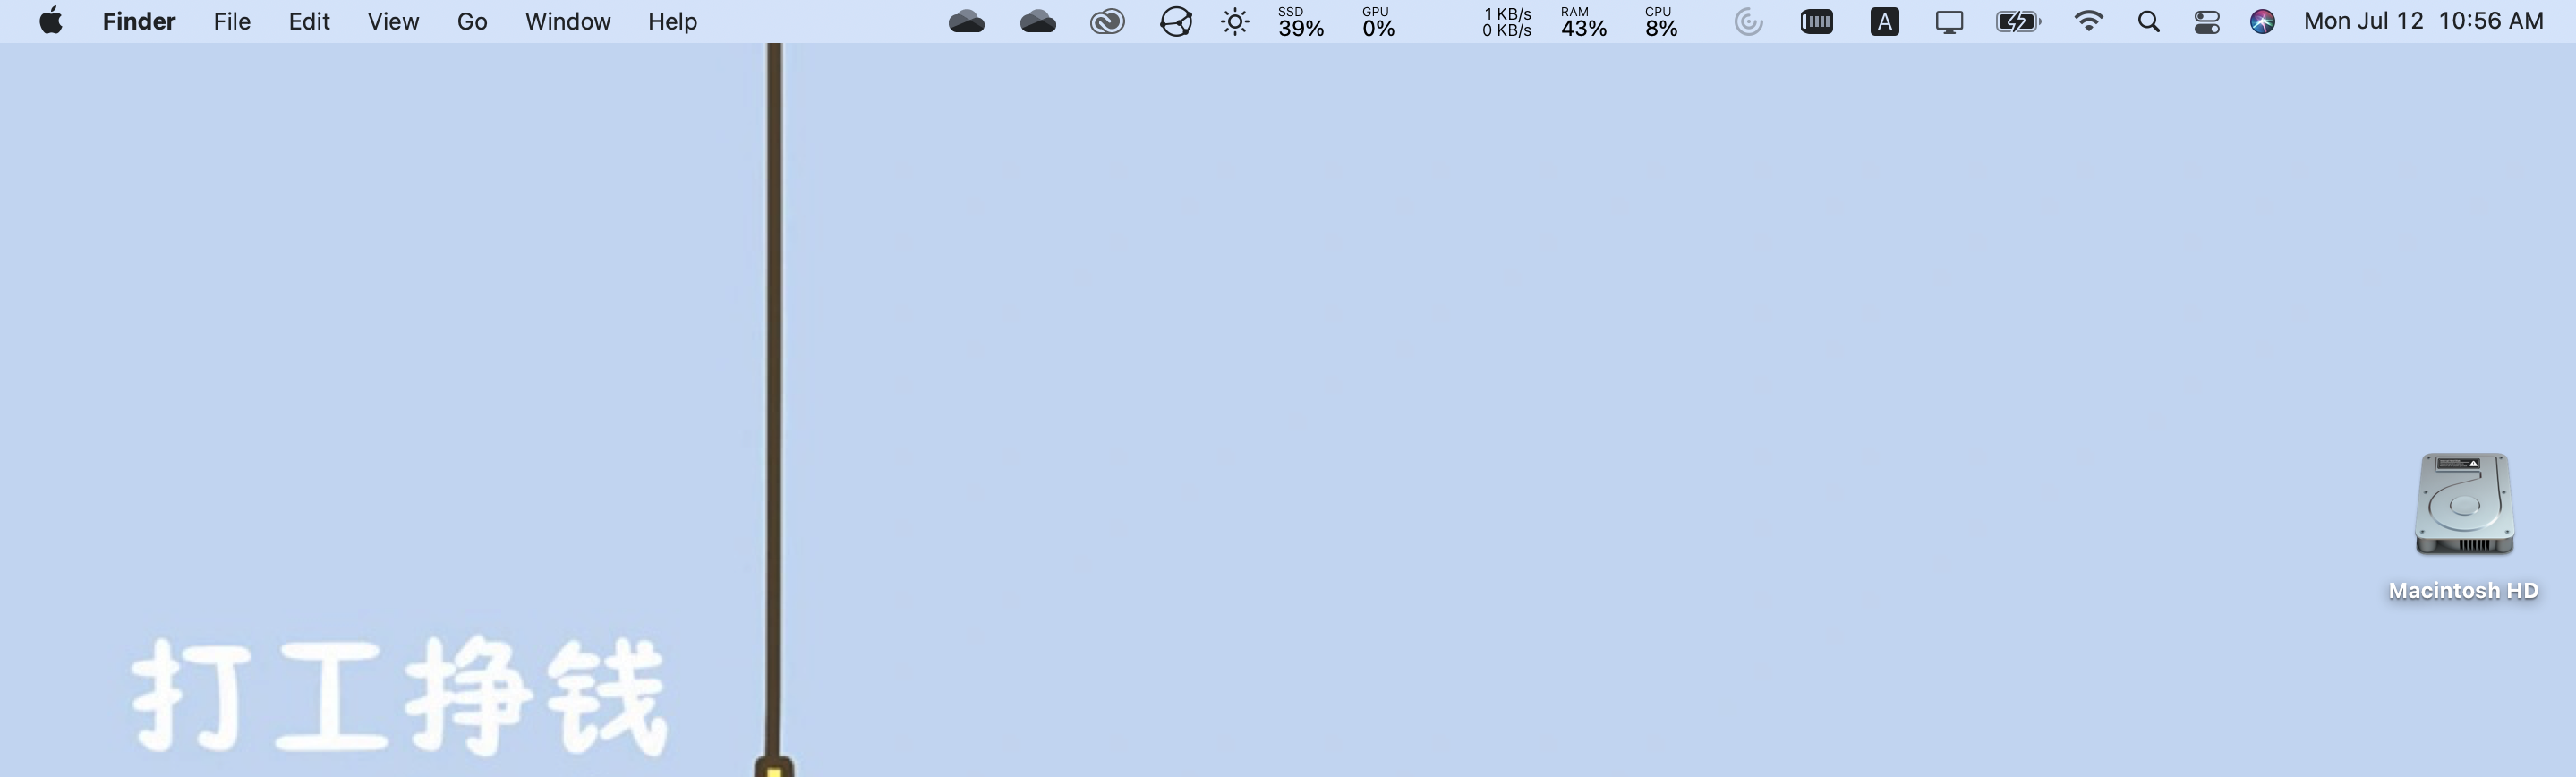 Finder File Edit View Go Window Help SSD 39% GPU 0% 1 KB/s 0 KB/s RAM 43% CPU 8% A Mon Jul 12 10:56 AM
Macintosh HD
打工挣钱